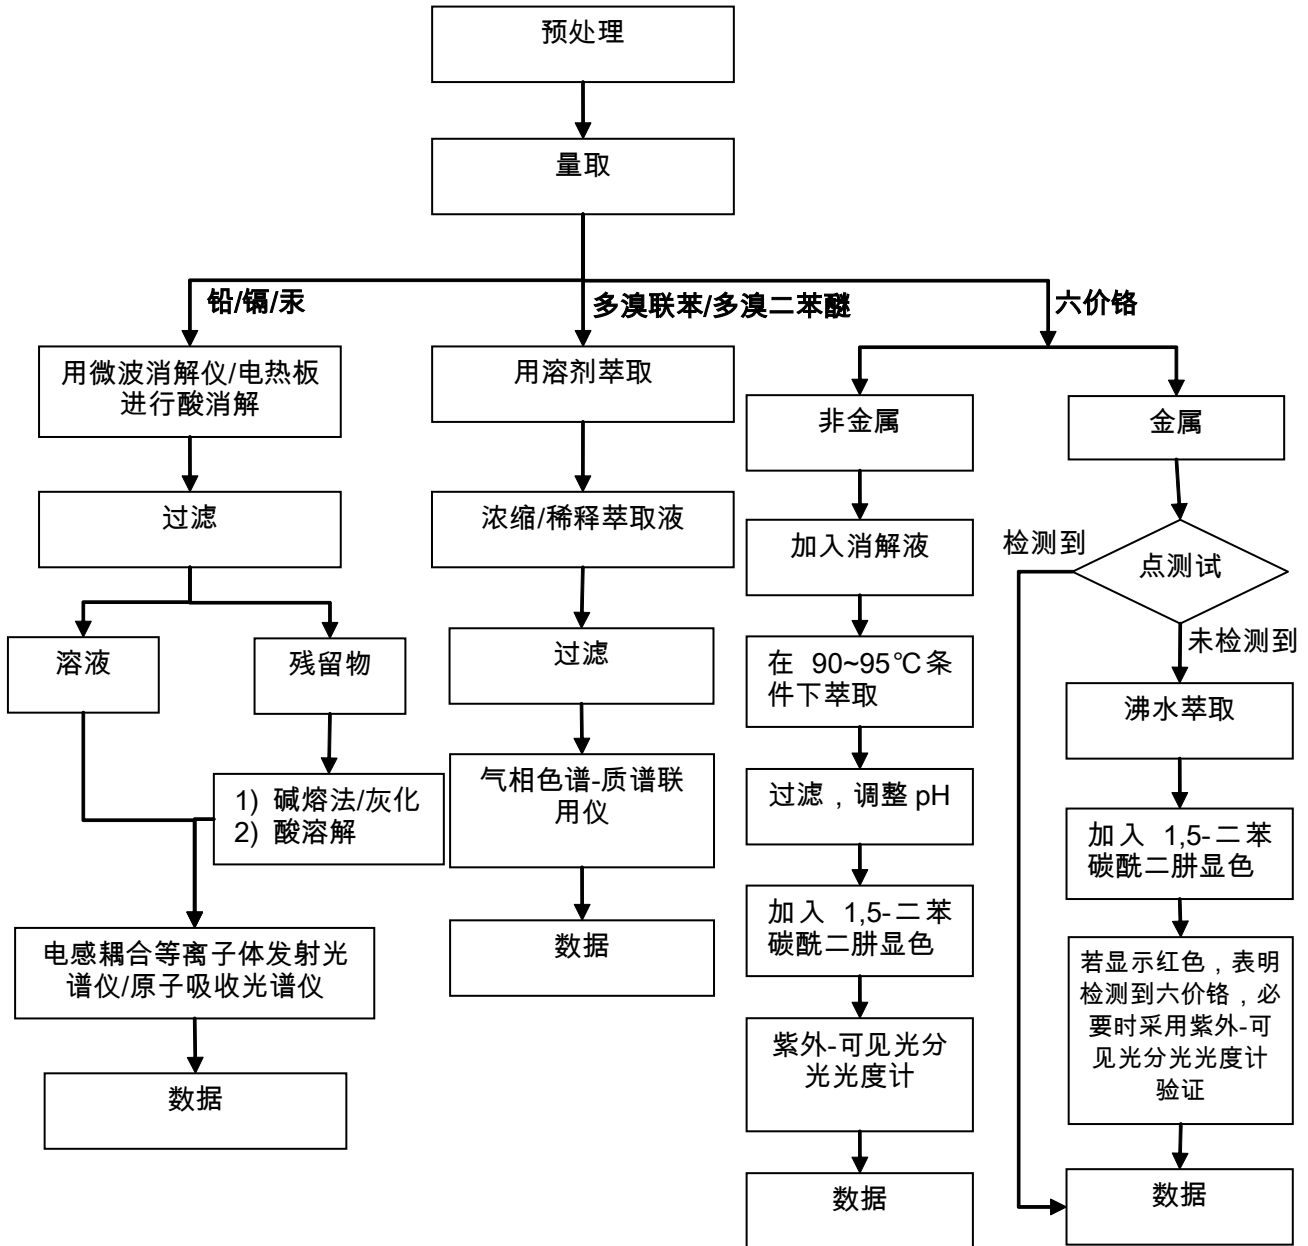 预处理
量取
铅/镉/汞
多溴联苯/多溴二苯醚
六价铬
用微波消解仪/电热板
进行酸消解
过滤
溶液
残留物
1) 碱熔法/灰化
2) 酸溶解
电感耦合等离子体发射光
谱仪/原子吸收光谱仪
数据
用溶剂萃取
浓缩/稀释萃取液
过滤
气相色谱-质谱联
用仪
数据
非金属
加入消解液
在 90~95℃条
件下萃取
过滤，调整 pH
加入 1,5-二苯
碳酰二肼显色
紫外-可见光分
光光度计
数据
金属
点测试
检测到
未检测到
沸水萃取
加入 1,5-二苯
碳酰二肼显色
若显示红色，表明
检测到六价铬，必
要时采用紫外-可
见光分光光度计
验证
数据